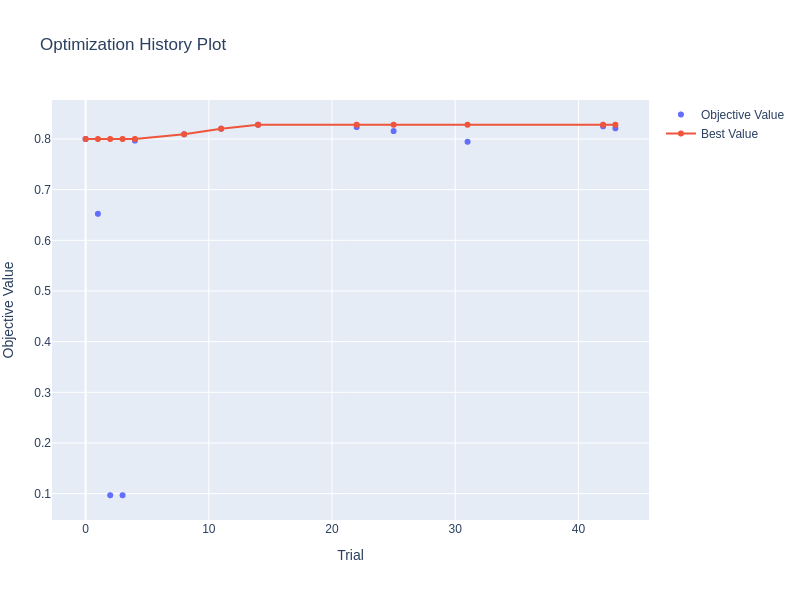 Optimization History Plot
Objective Value
Best Value
0.8
0.7
0.6
0.5
0.4
0.3
0.2
0.1
Objective Value
0
10
20
30
40
Trial